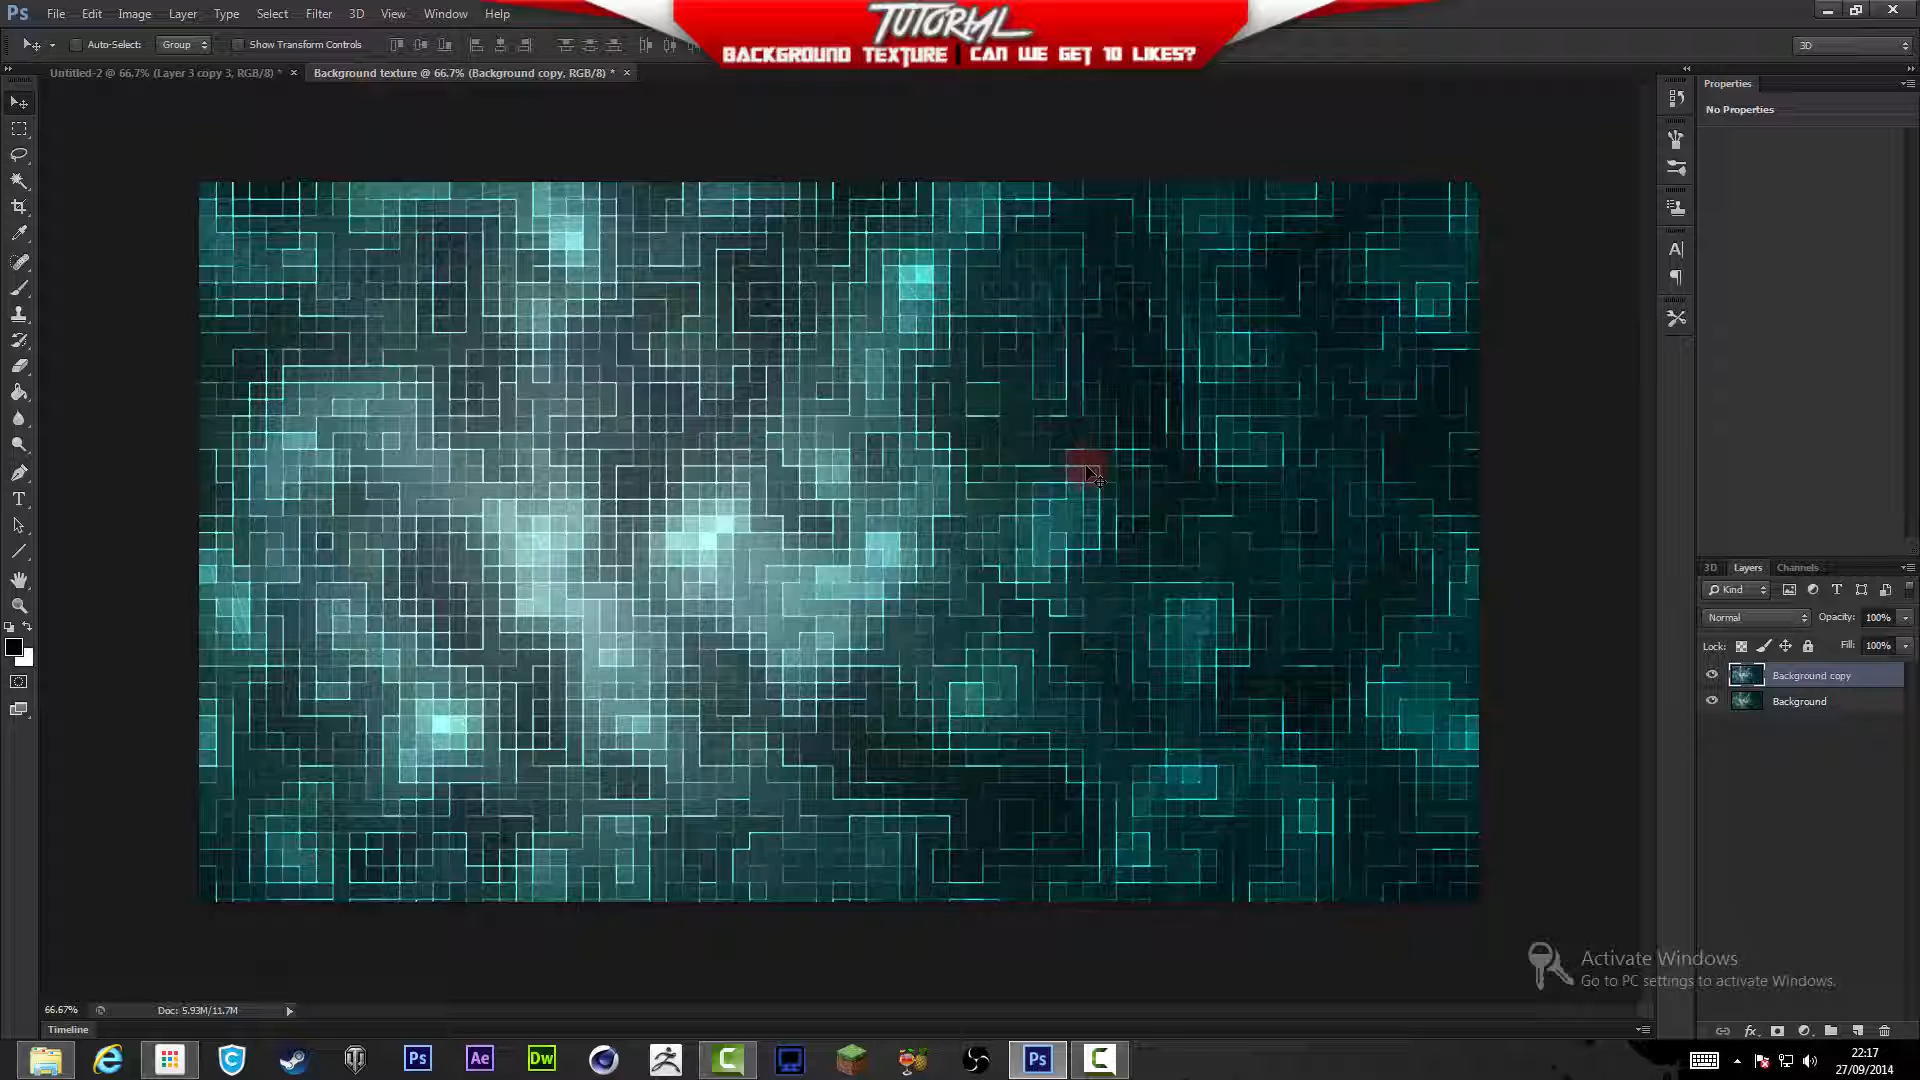 TUTORIAL
BACKGROUND TEXTURE | CAN WE GET 10 LIKES?
Ps File Edit Image Layer Type Select Filter 3D View Window Help
Auto-Select: Group Show Transform Controls 3D
Untitled-2 @ 66.7% (Layer 3 copy 3, RGB/8) * × Background texture @ 66.7% (Background copy, RGB/8) * ×
Properties
No Properties
3D Layers Channels
Kind
Normal Opacity: 100%
Lock: Fill: 100%
Background copy
Background
Activate Windows
Go to PC settings to activate Windows.
66.67% Doc: 5.93M/11.7M
Timeline
Ps Ae Dw Ps
22:17
27/09/2014